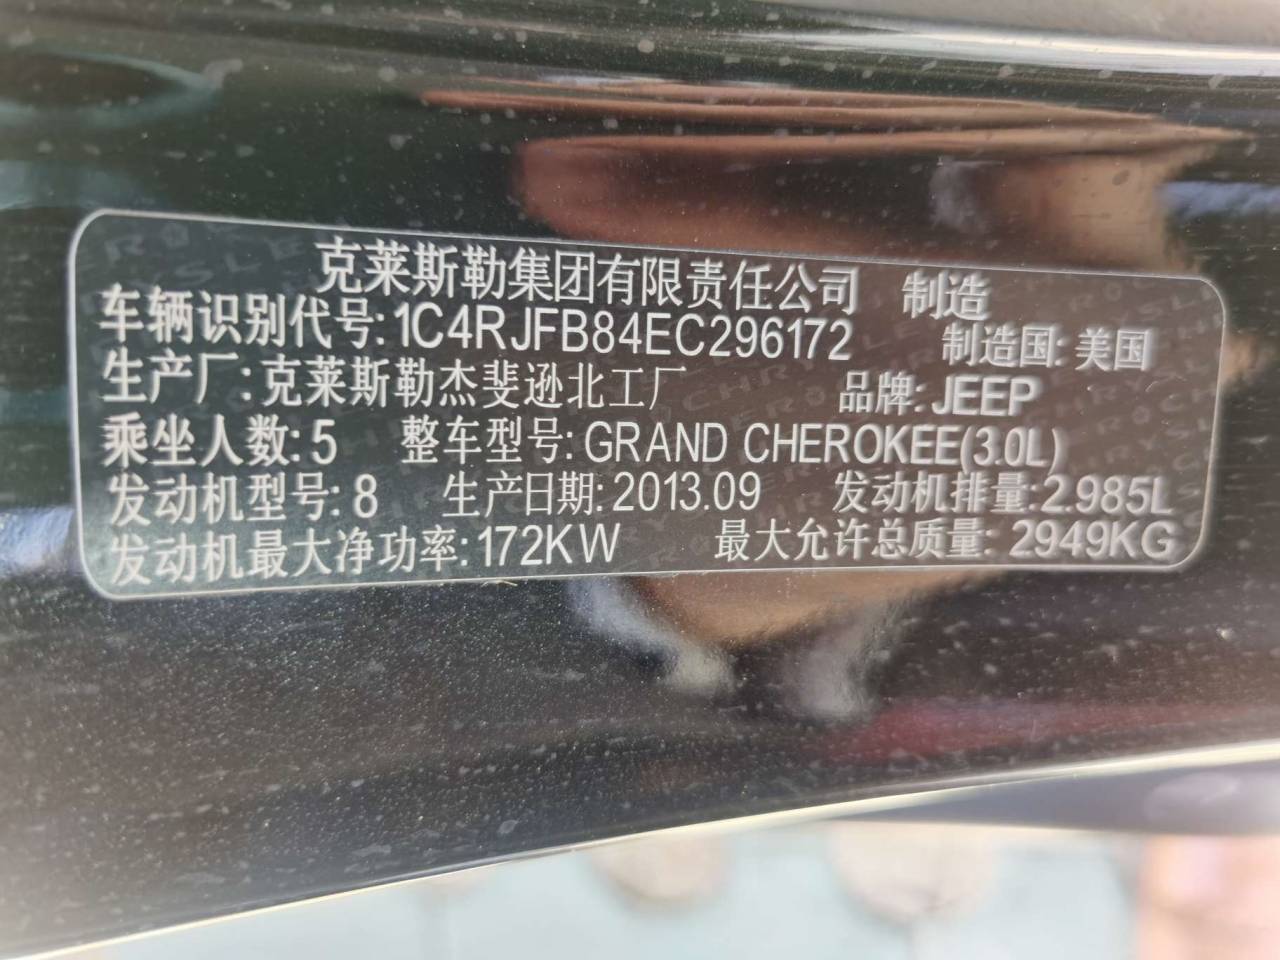 克莱斯勒集团有限责任公司 制造
车辆识别代号:1C4RJFB84EC296172 制造国:美国
生产厂:克莱斯勒杰斐逊北工厂 品牌:JEEP
乘坐人数:5 整车型号:GRAND CHEROKEE(3.0L)
发动机型号:8 生产日期:2013.09 发动机排量:2.985L
发动机最大净功率:172KW 最大允许总质量:2949KG